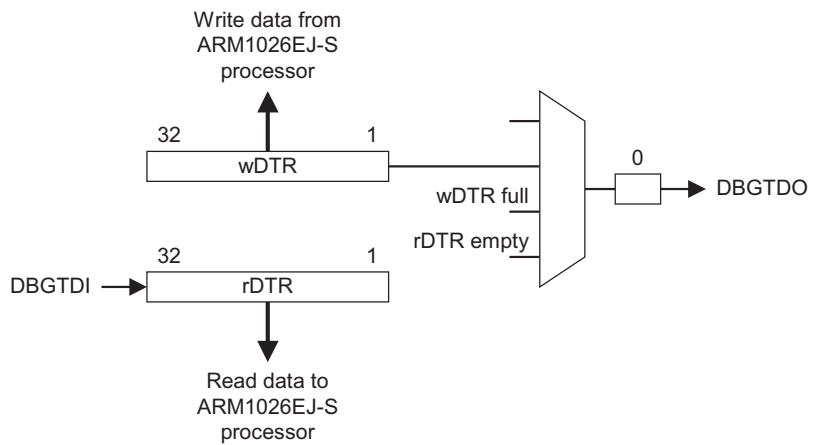 Write data from
ARM1026EJ-S
processor
32 1
wDTR
0
DBGTDO
wDTR full
rDTR empty
32 1
DBGTDI
rDTR
Read data to
ARM1026EJ-S
processor